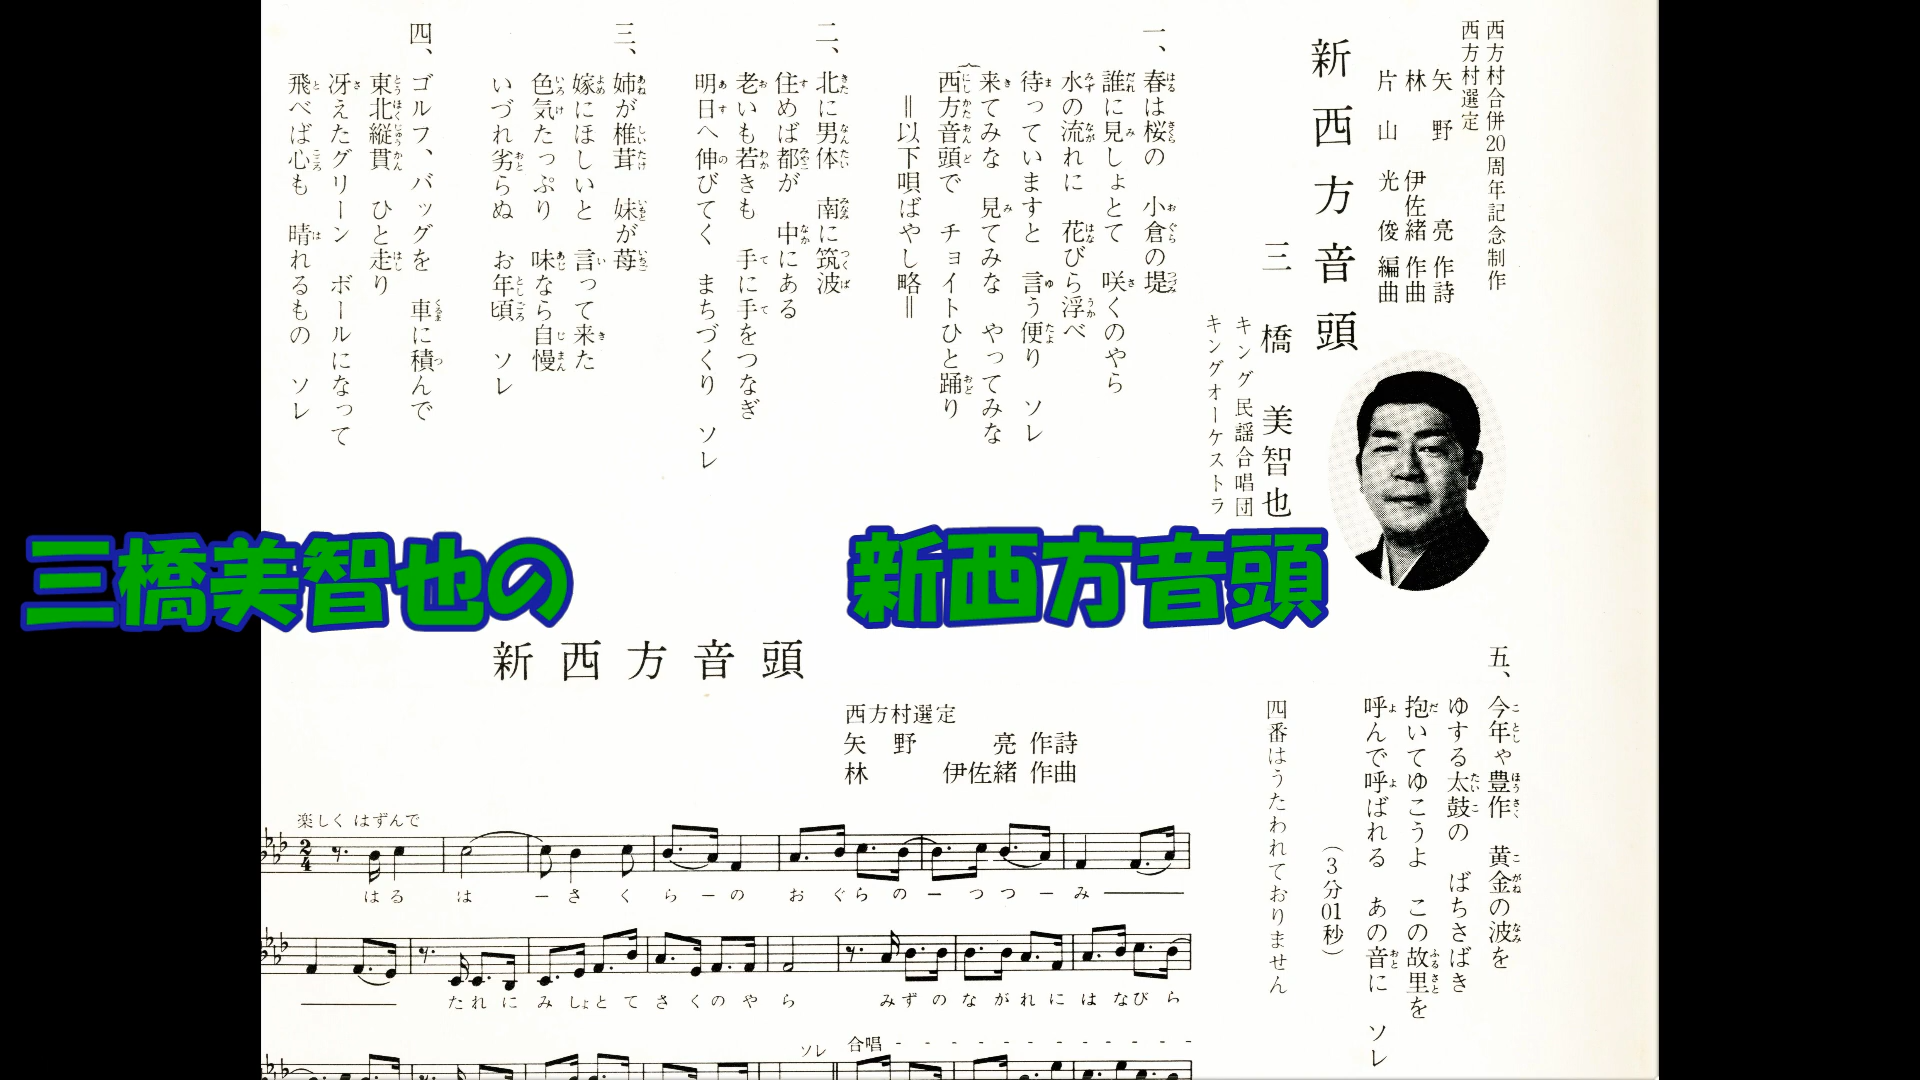 西方村合併20周年記念制作
西方村選定
矢野 亮 作詩
林 伊佐緒 作曲
片山 光俊 編曲
新西方音頭
三橋美智也
キング民謡合唱団
キングオーケストラ
一、春は桜の 小倉の堤
誰に見しょとて 咲くのやら
水の流れに 花びら浮べ
待っていますと 言う便り ソレ
来てみな 見てみな やってみな
西方音頭で チョイトひと踊り
＝以下唄ばやし略＝
二、北に男体 南に筑波
住めば都が 中にある
老いも若きも 手に手をつなぎ
明日へ伸びてく まちづくり ソレ
三、姉が椎茸 妹が苺
嫁にほしいと 言って来た
色気たっぷり 味なら自慢
いづれ劣らぬ お年頃 ソレ
四、ゴルフ、バッグを 車に積んで
東北縦貫 ひと走り
冴えたグリーン ボールになって
飛べば心も 晴れるもの ソレ
三橋美智也の 新西方音頭
五、今年ゃ豊作 黄金の波を
ゆする太鼓の ばちさばき
抱いてゆこうよ この故里を
呼んで呼ばれる あの音に ソレ
（3分01秒）
四番はうたわれておりません
新西方音頭
西方村選定
矢野 亮 作詩
林 伊佐緒 作曲
楽しく はずんで
はる は ーさ く らーの お ぐら のー つつ ーみ
たれに みしょとて さくのや ら みずのながれに は なびら
ソレ 合唱